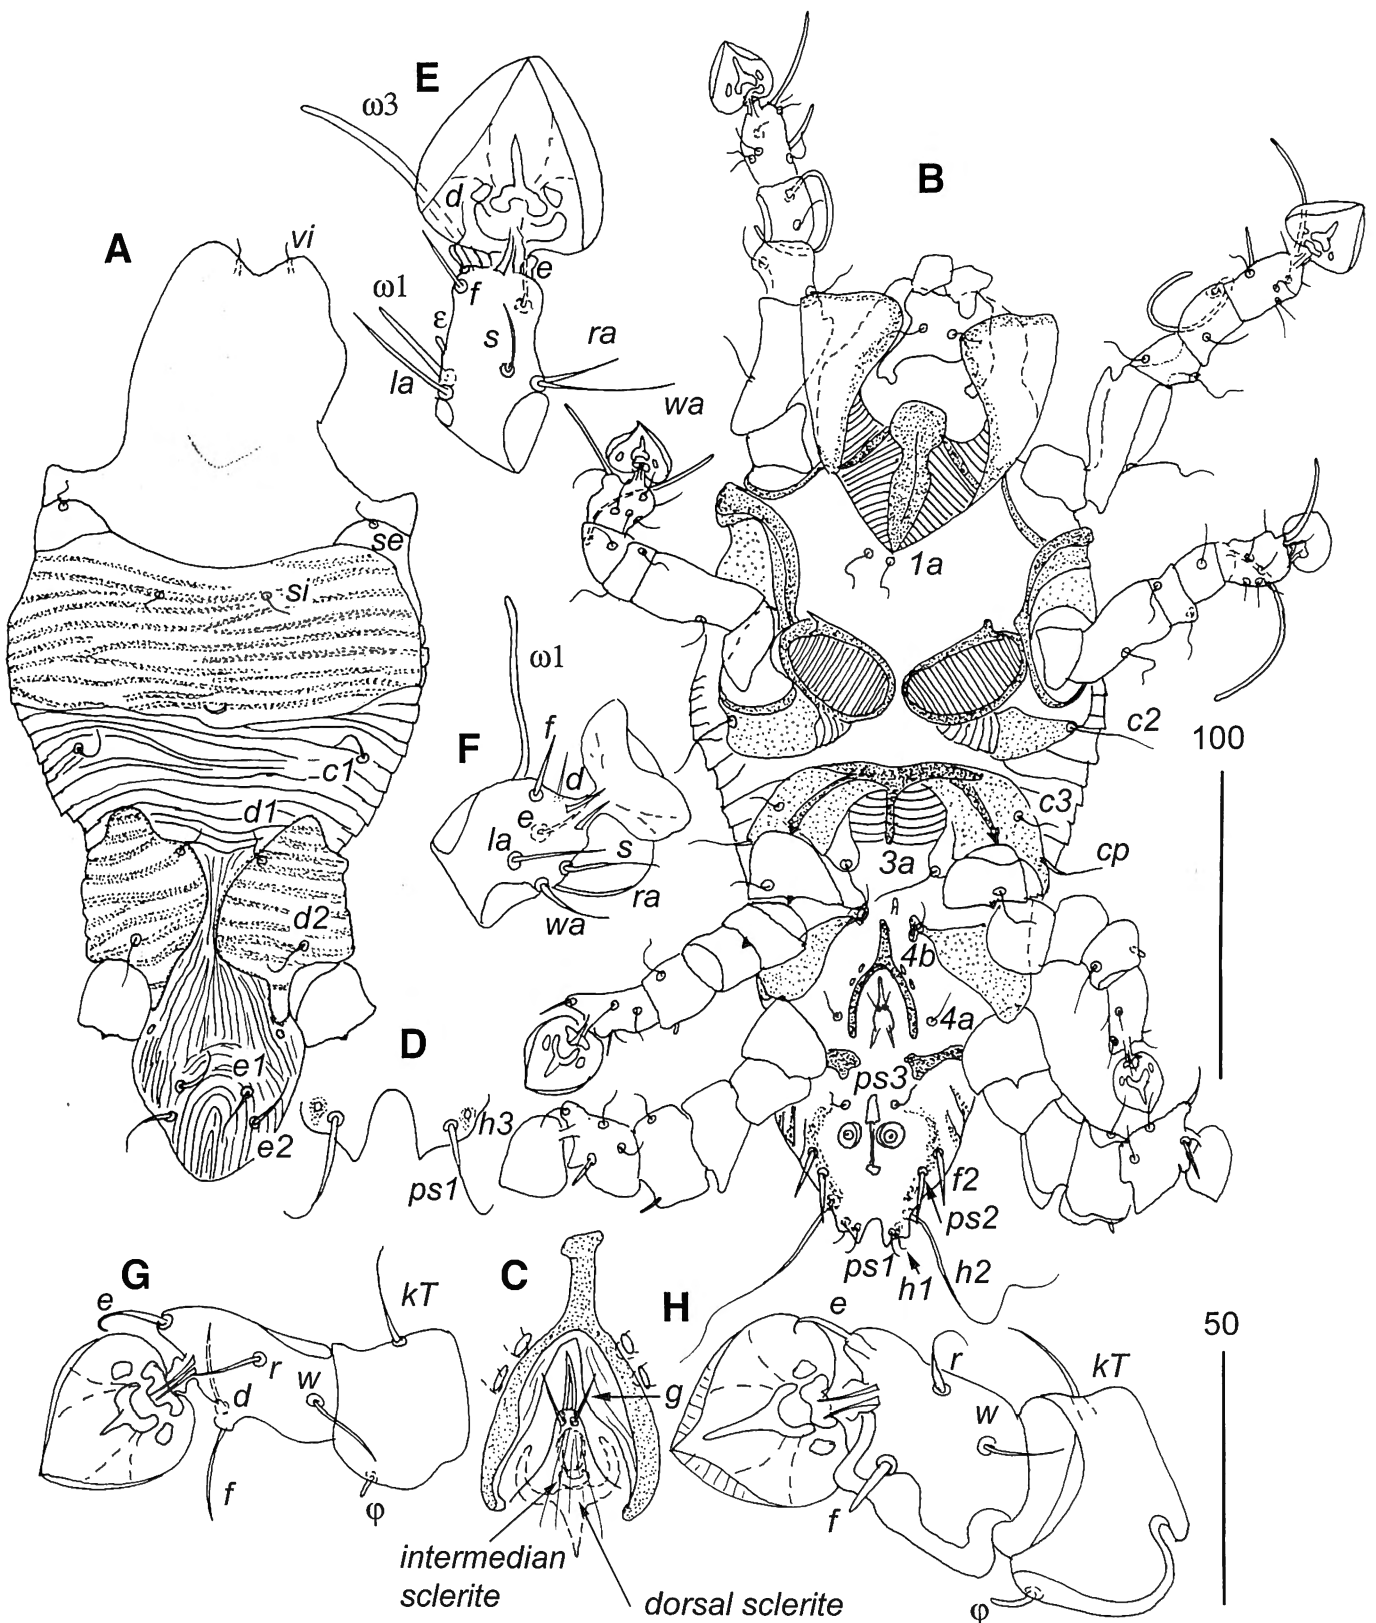 E
ω3
B
d
A
vi
e
ω1
f
ε
s
ra
la
wa
se
1a
si
ω1
c2
F
f
100
c1
d
c3
d1
e
la
s
cp
3a
ra
d2
wa
4b
D
4a
e1
ps3
h3
e2
ps1
f2
ps2
ps1
h1
h2
G
C
H
e
kT
e
50
r
r
kT
w
g
d
w
f
f
φ
intermedian
sclerite
dorsal sclerite
φ